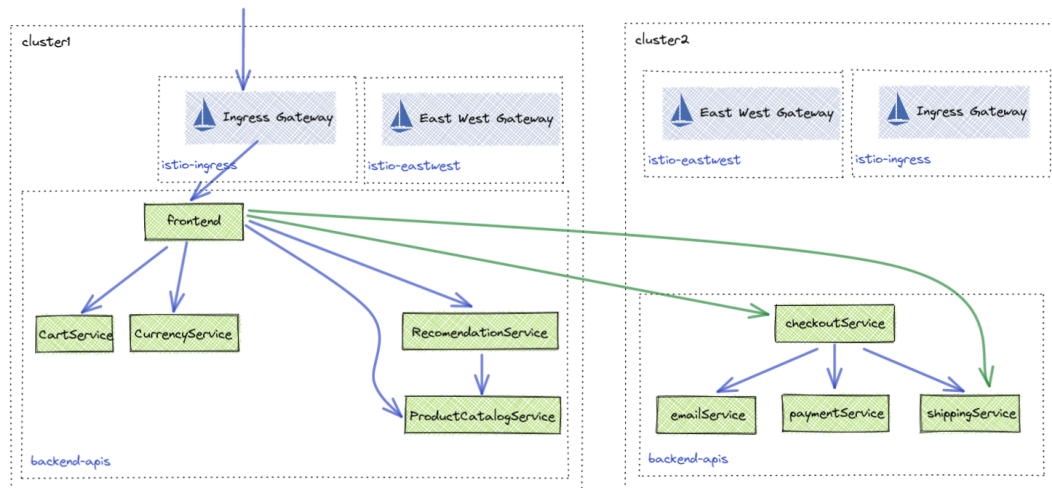 cluster1
cluster2
Ingress Gateway
East West Gateway
East West Gateway
Ingress Gateway
istio-ingress
istio-eastwest
istio-eastwest
istio-ingress
frontend
CartService
CurrencyService
RecomendationService
checkoutService
ProductCatalogService
emailService
paymentService
shippingService
backend-apis
backend-apis